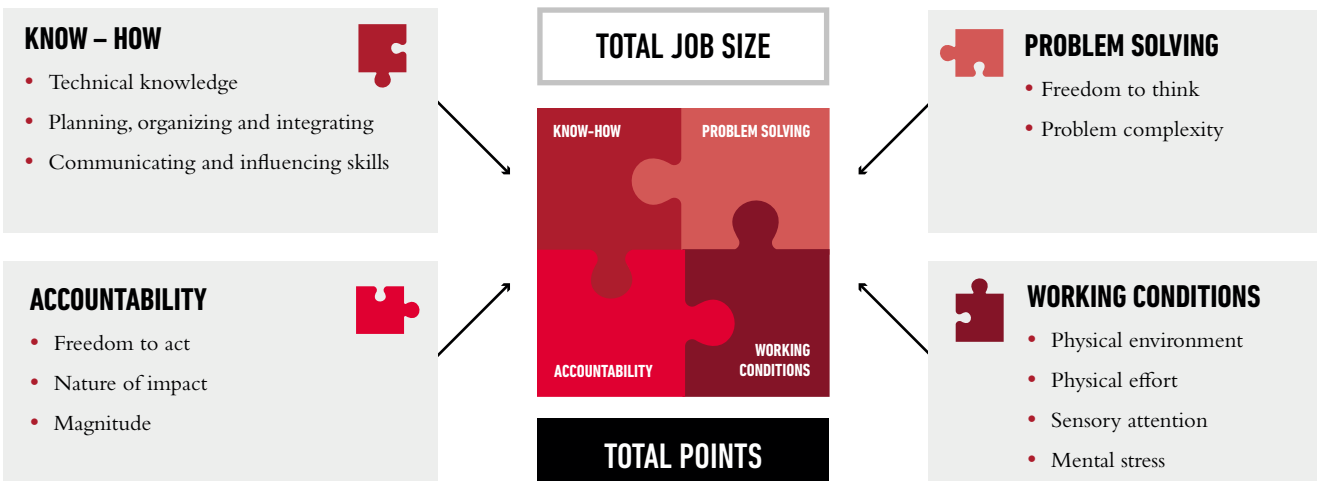 KNOW – HOW
• Technical knowledge
• Planning, organizing and integrating
• Communicating and influencing skills
ACCOUNTABILITY
• Freedom to act
• Nature of impact
• Magnitude
TOTAL JOB SIZE
KNOW-HOW
PROBLEM SOLVING
ACCOUNTABILITY
WORKING
CONDITIONS
TOTAL POINTS
PROBLEM SOLVING
• Freedom to think
• Problem complexity
WORKING CONDITIONS
• Physical environment
• Physical effort
• Sensory attention
• Mental stress